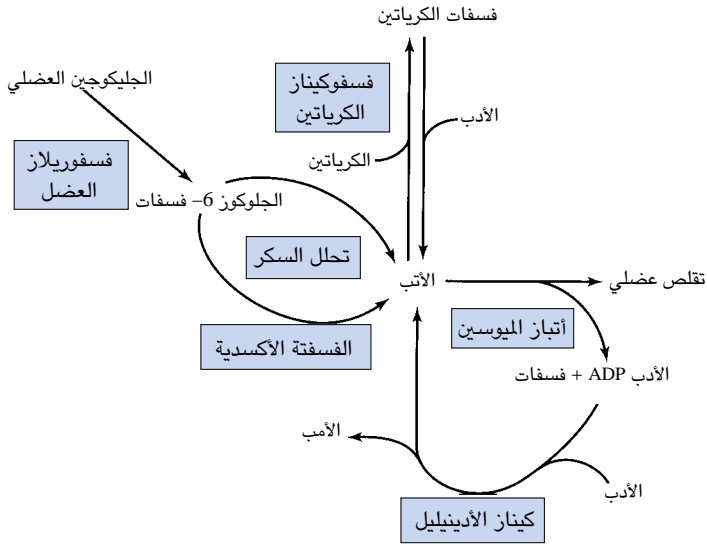 فسفات الكرياتين
فسفوكيناز
الكرياتين
الجليكوجين العضلي
الأدب
فسفوريلاز
العضل
الكرياتين
الجلوكوز 6– فسفات
تحلل السكر
الأتب
تقلص عضلي
أتباز الميوسين
الفسفتة الأكسدية
الأدب ADP + فسفات
الأمب
الأدب
كيناز الأدينيليل